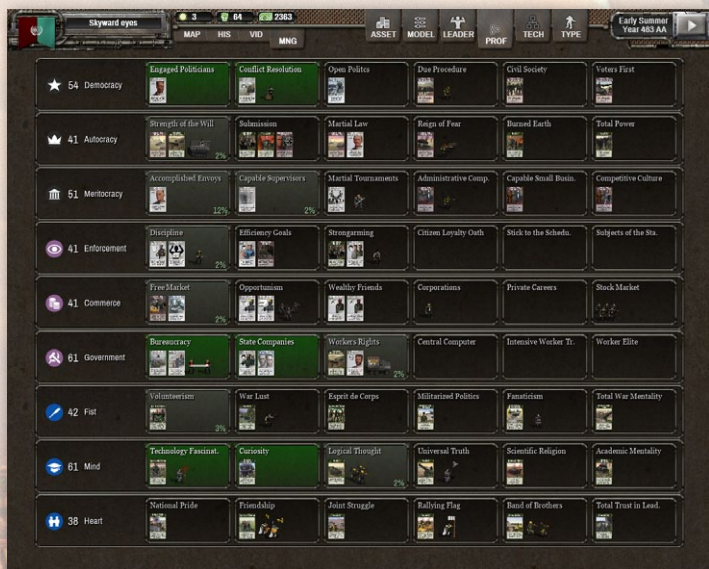 Skyward eyes
3
64
2363
MAP HIS VID MNG
ASSET MODEL LEADER PROF TECH TYPE
Early Summer
Year 483 AA
54 Democracy
Engaged Politicians
Conflict Resolution
Open Politcs
Due Procedure
Civil Society
Voters First
41 Autocracy
Strength of the Will
2%
Submission
Martial Law
Reign of Fear
Burned Earth
Total Power
51 Meritocracy
Accomplished Envoys
12%
Capable Supervisors
2%
Martial Tournaments
Administrative Comp.
Capable Small Busin.
Competitive Culture
41 Enforcement
Discipline
2%
Efficiency Goals
Strongarming
Citizen Loyalty Oath
Stick to the Schedu.
Subjects of the Sta.
41 Commerce
Free Market
2%
Opportunism
Wealthy Friends
Corporations
Private Careers
Stock Market
61 Government
Buresucracy
State Companies
Workers Rights
2%
Central Computer
Intensive Worker Tr.
Worker Elite
42 Fist
Volunteerism
3%
War Lust
Esprit de Corps
Militarized Politics
Fanaticism
Total War Mentality
61 Mind
Technology Fascinat.
Curiosity
Logical Thought
2%
Universal Truth
Scientific Religion
Academic Mentality
38 Heart
National Pride
Friendship
Joint Struggle
Rallying Flag
Band of Brothers
Total Trust in Lead.